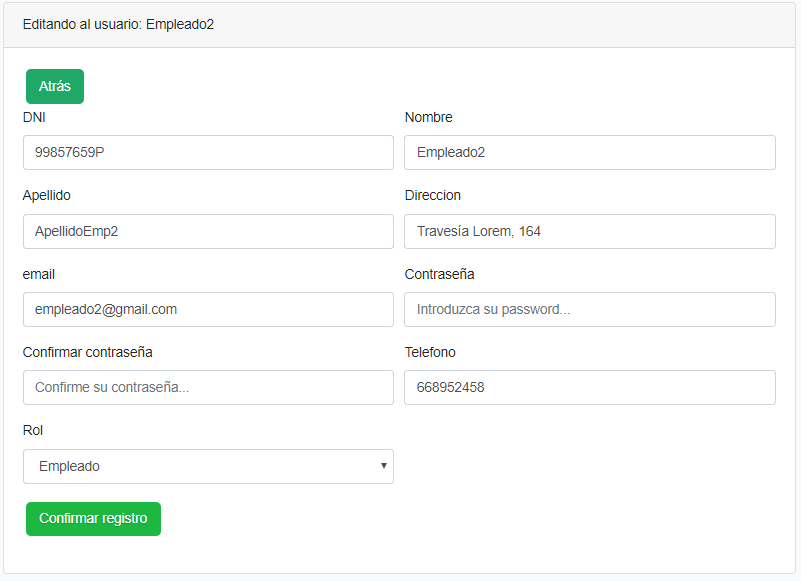 Editando al usuario: Empleado2
Atrás
DNI
Nombre
99857659P
Empleado2
Apellido
Direccion
ApellidoEmp2
Travesía Lorem, 164
email
Contraseña
empleado2@gmail.com
Introduzca su password...
Confirmar contraseña
Telefono
Confirme su contraseña...
668952458
Rol
Empleado
Confirmar registro